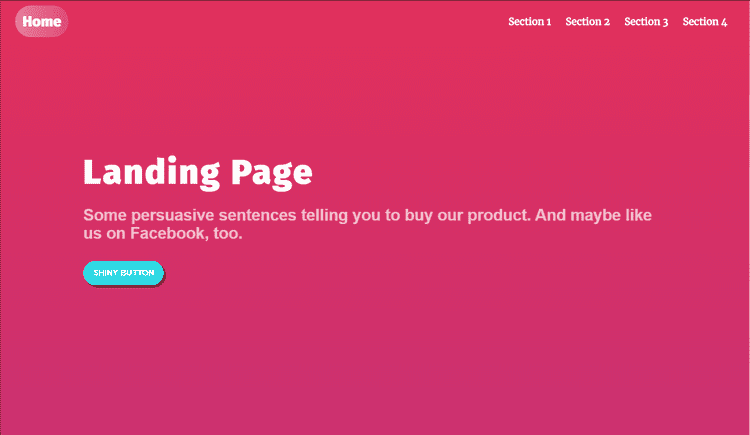 Home
Section 1 Section 2 Section 3 Section 4
Landing Page
Some persuasive sentences telling you to buy our product. And maybe like
us on Facebook, too.
SHINY BUTTON